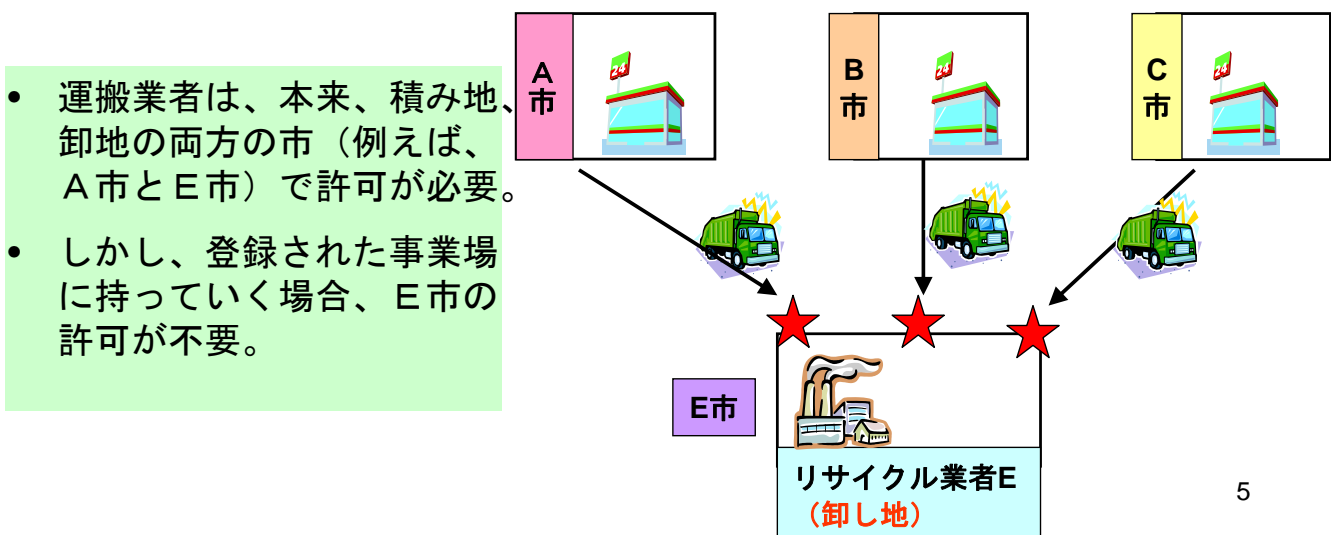 • 運搬業者は、本来、積み地、
卸地の両方の市（例えば、
Ａ市とＥ市）で許可が必要。
• しかし、登録された事業場
に持っていく場合、Ｅ市の
許可が不要。
A
市
24
B
市
24
C
市
24
E市
リサイクル業者E
（卸し地）
5